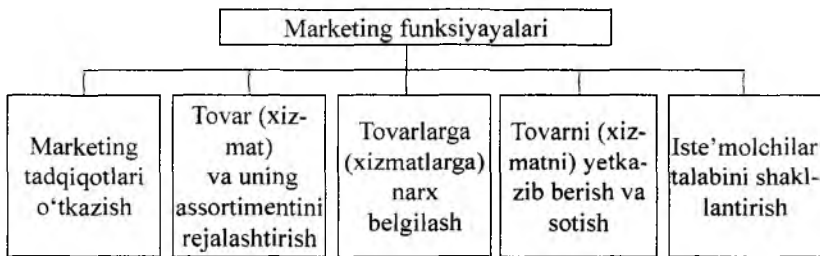 Marketing funksiyayalari
Marketing
tadqiqotlari
o‘tkazish
Tovar (xiz-
mat)
va uning
assortimentini
rejalashtirish
Tovarlarga
(xizmatlarga)
narx
belgilash
Tovarni (xiz-
matni) yetka-
zib berish va
sotish
Iste’molchilar
talabini shakl-
lantirish